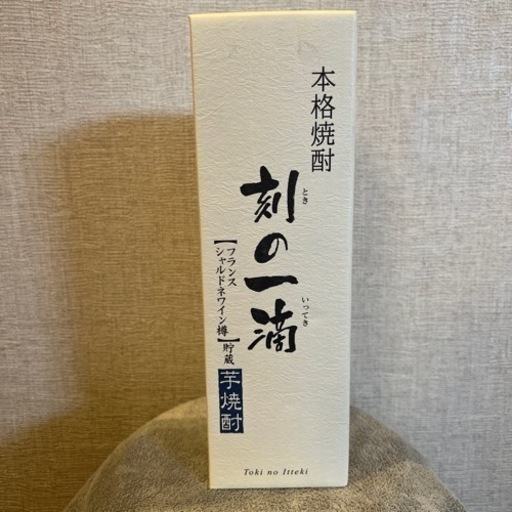 本格焼酎
刻の一滴
とき
いってき
【フランス
シャルドネワイン樽】貯蔵
芋焼酎
Toki no Itteki